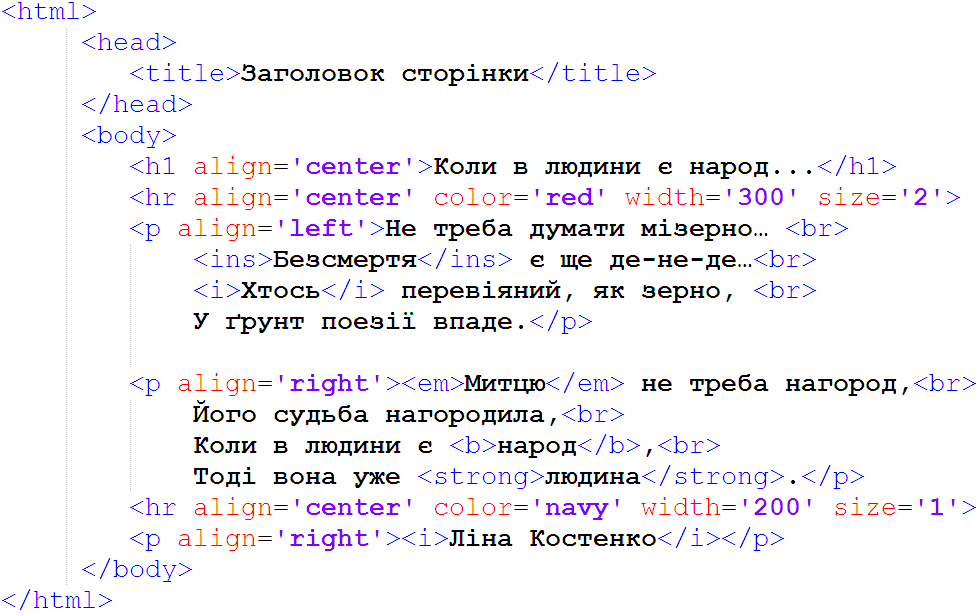 <html>
<head>
<title>Заголовок сторінки</title>
</head>
<body>
<h1 align='center'>Коли в людини є народ...</h1>
<hr align='center' color='red' width='300' size='2'>
<p align='left'>Не треба думати мізерно… <br>
<ins>Безсмертя</ins> є ще де-не-де…<br>
<i>Хтось</i> перевіяний, як зерно, <br>
У ґрунт поезії впаде.</p>
<p align='right'><em>Митцю</em> не треба нагород,<br>
Його судьба нагородила,<br>
Коли в людини є <b>народ</b>,<br>
Тоді вона уже <strong>людина</strong>.</p>
<hr align='center' color='navy' width='200' size='1'>
<p align='right'><i>Ліна Костенко</i></p>
</body>
</html>